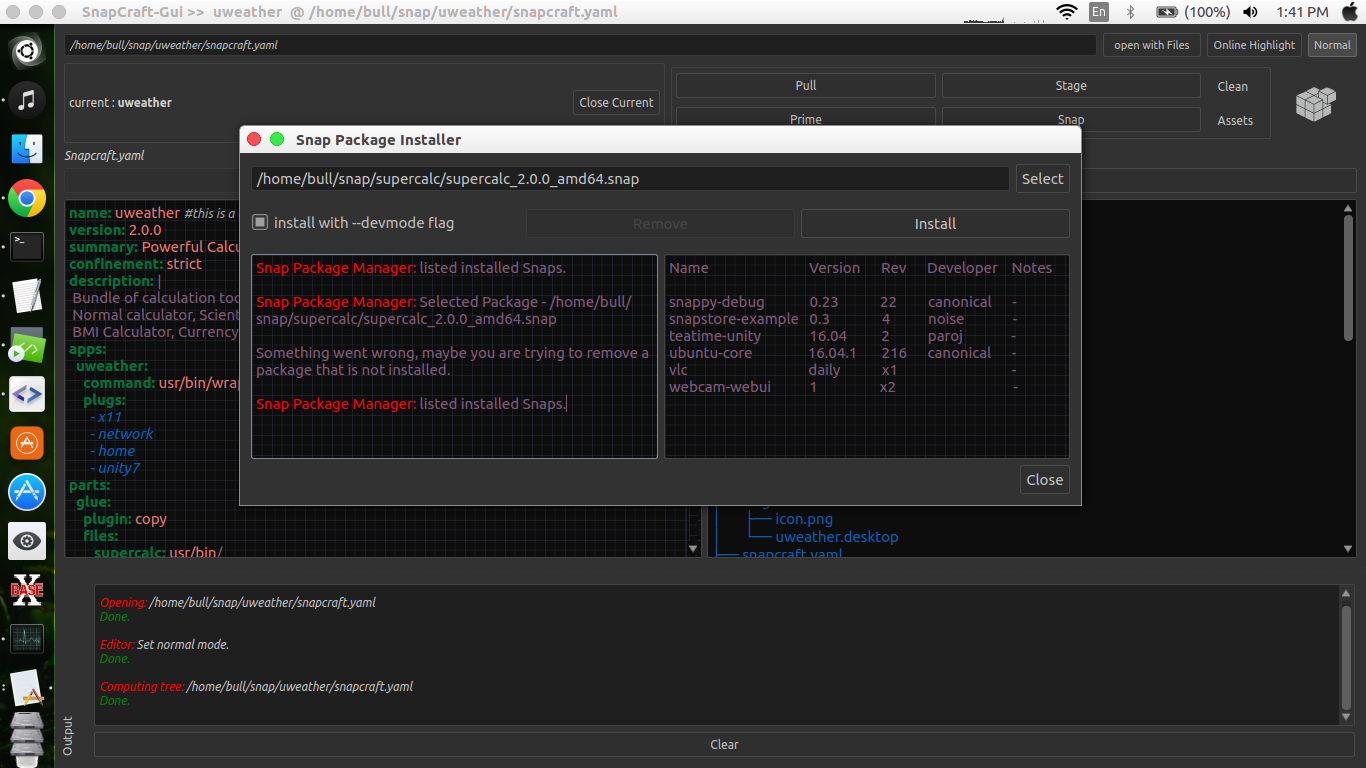 SnapCraft-Gui >> uweather @ /home/bull/snap/uweather/snapcraft.yaml
En
(100%)
1:41 PM
/home/bull/snap/uweather/snapcraft.yaml
open with Files
Online Highlight
Normal
current : uweather
Close Current
Pull
Stage
Clean
Prime
Snap
Assets
Snapcraft.yaml
Snap Package Installer
/home/bull/snap/supercalc/supercalc_2.0.0_amd64.snap
Select
install with --devmode flag
Remove
Install
Snap Package Manager: listed installed Snaps.
Snap Package Manager: Selected Package - /home/bull/
snap/supercalc/supercalc_2.0.0_amd64.snap
Something went wrong, maybe you are trying to remove a
package that is not installed.
Snap Package Manager: listed installed Snaps.
Name Version Rev Developer Notes
snappy-debug 0.23 22 canonical -
snapstore-example 0.3 4 noise -
teatime-unity 16.04 2 paroj -
ubuntu-core 16.04.1 216 canonical -
vlc daily x1 -
webcam-webui 1 x2 -
Close
name: uweather #this is a
version: 2.0.0
summary: Powerful Calcu
confinement: strict
description: |
Bundle of calculation too
Normal calculator, Scient
BMI Calculator, Currency
apps:
uweather:
command: usr/bin/wrap
plugs:
- x11
- network
- home
- unity7
parts:
glue:
plugin: copy
files:
supercalc: usr/bin/
├── icon.png
└── uweather.desktop
├── snapcraft.yaml
X
BASE
Output
Opening: /home/bull/snap/uweather/snapcraft.yaml
Done.
Editor: Set normal mode.
Done.
Computing tree: /home/bull/snap/uweather/snapcraft.yaml
Done.
Clear